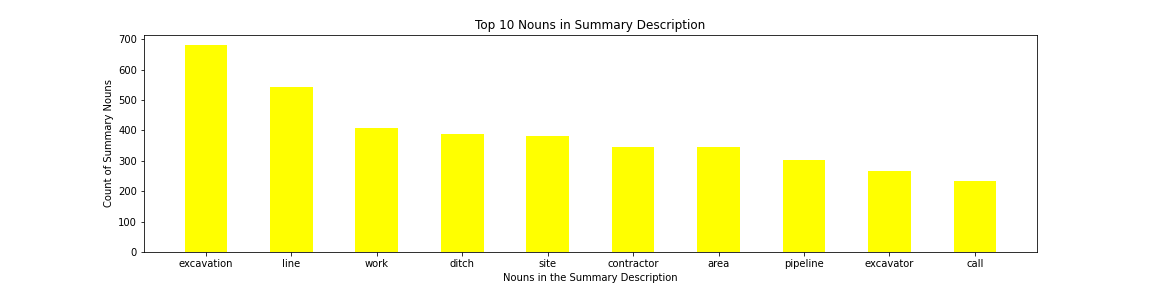 Top 10 Nouns in Summary Description
Count of Summary Nouns
700
600
500
400
300
200
100
0
excavation line work ditch site contractor area pipeline excavator call
Nouns in the Summary Description